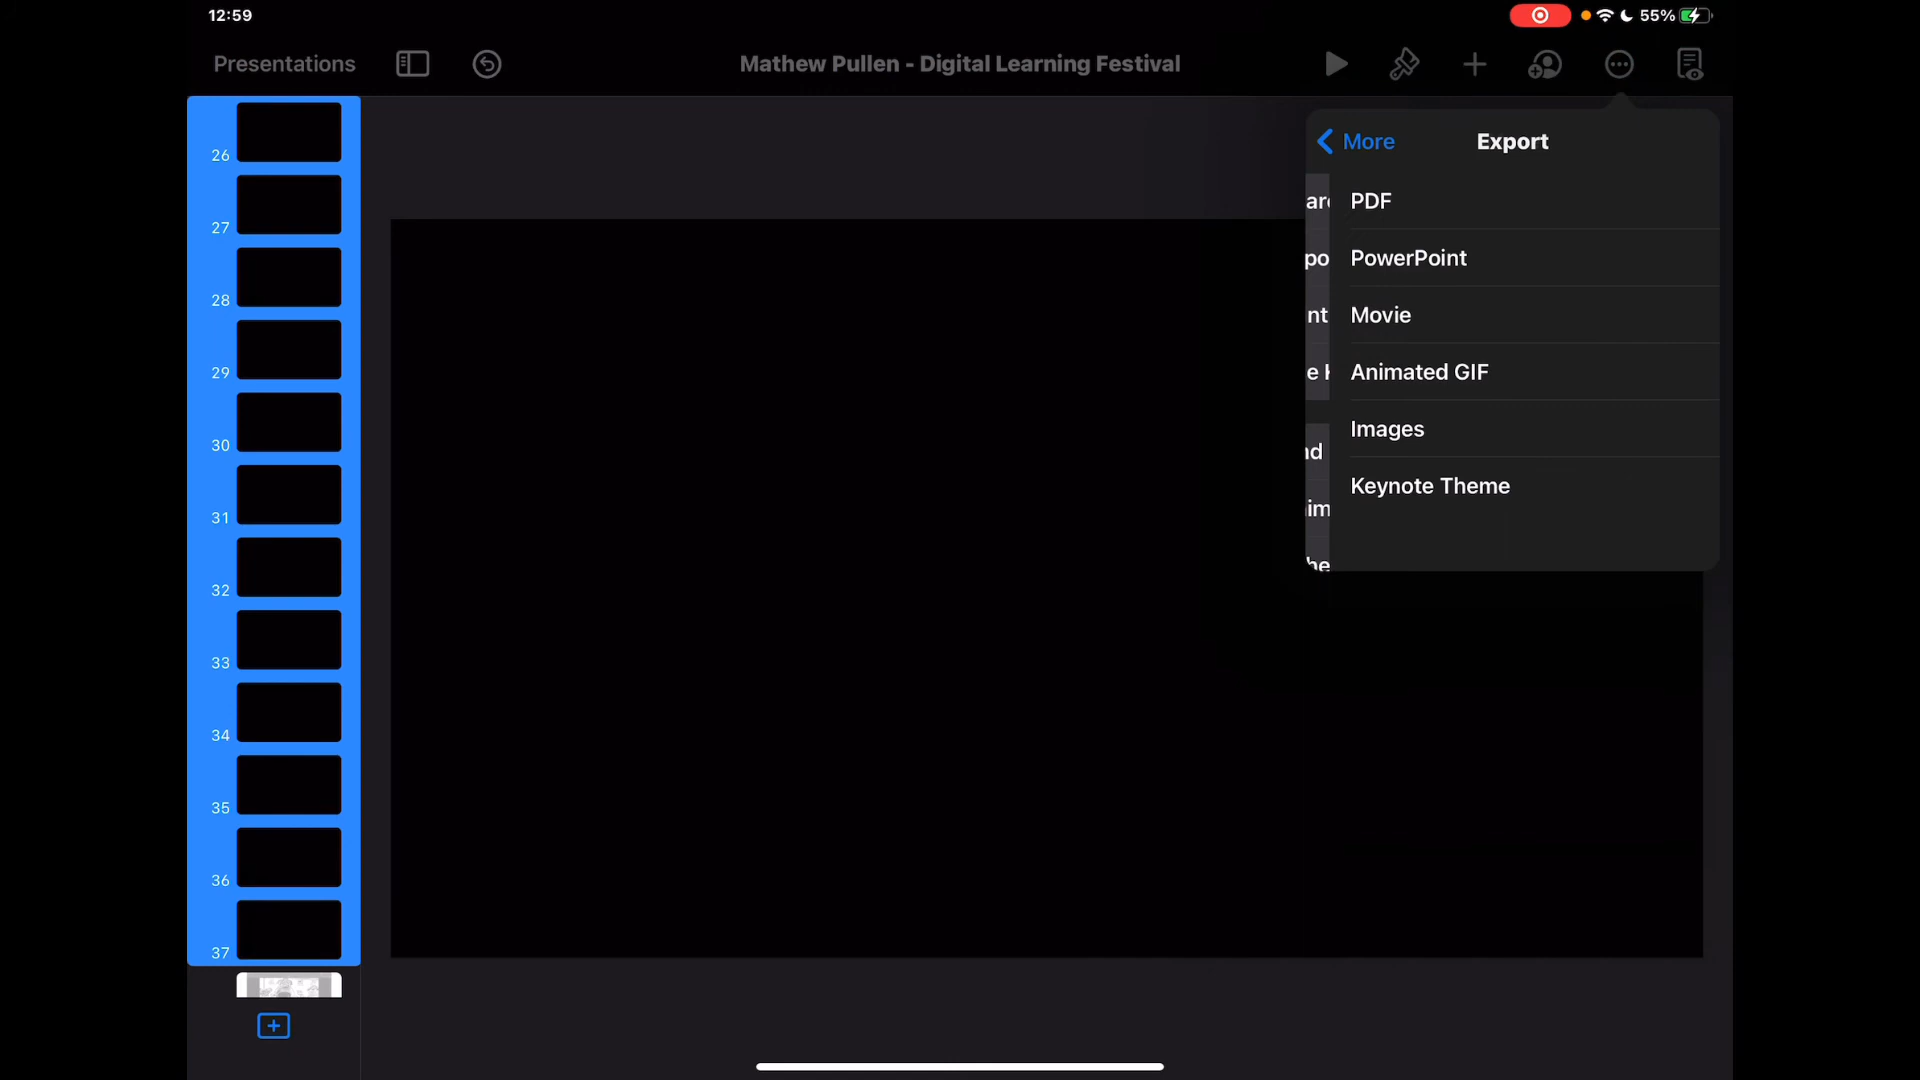 12:59
55%
Presentations
Mathew Pullen - Digital Learning Festival
More
Export
PDF
PowerPoint
Movie
Animated GIF
Images
Keynote Theme
26
27
28
29
30
31
32
33
34
35
36
37